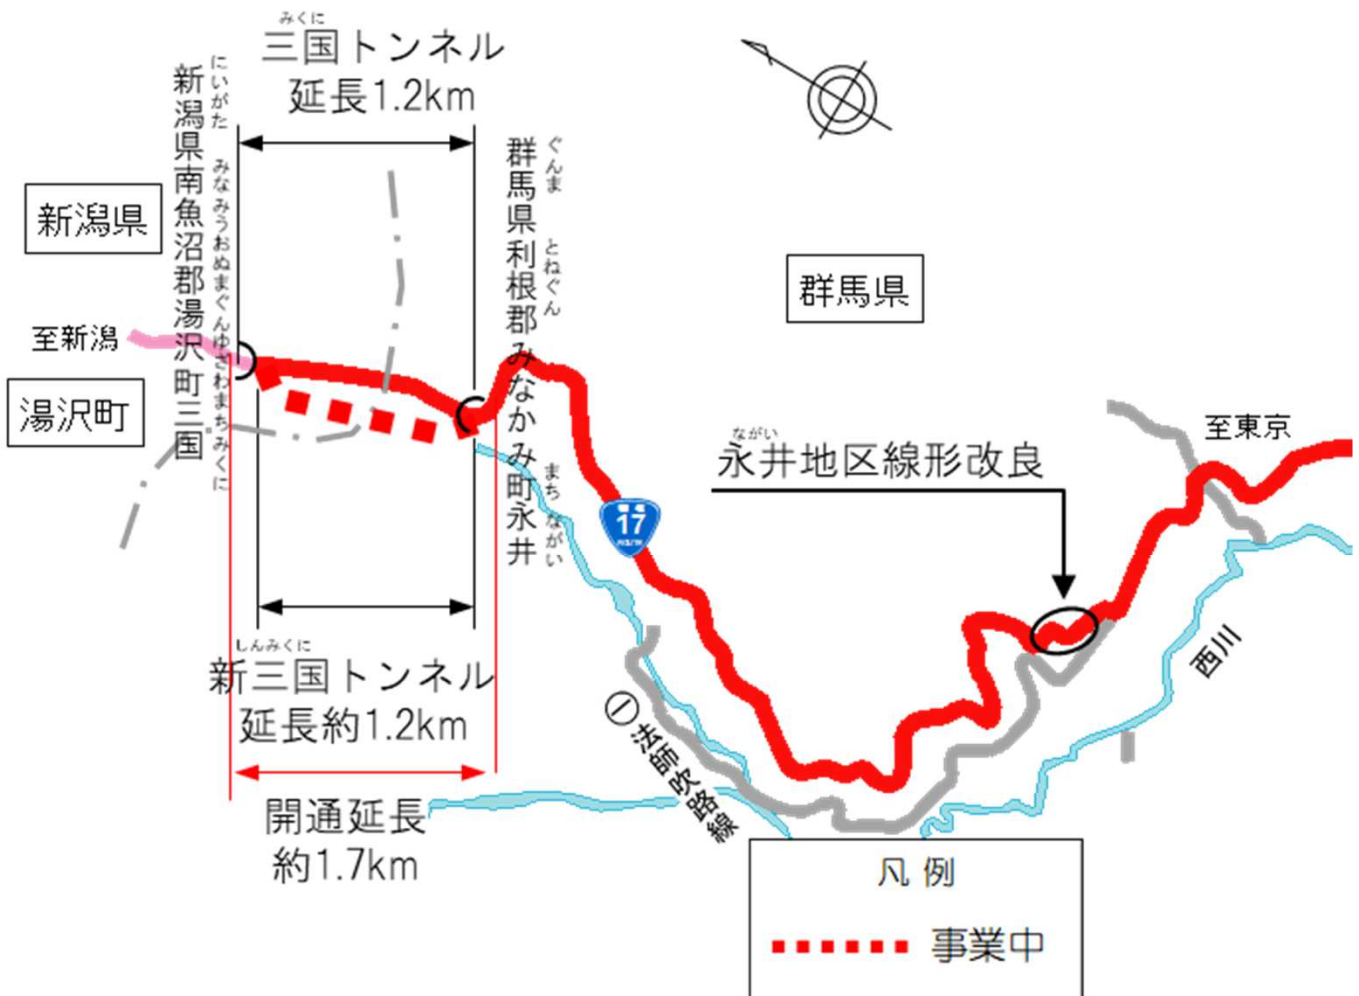 みくに
三国トンネル
延長1.2km
にいがた みなみうおぬまぐんゆざわまちみくに
新潟県南魚沼郡湯沢町三国
ぐんま とねぐん まち ながい
群馬県利根郡みなかみ町永井
新潟県
群馬県
至新潟
湯沢町
至東京
ながい
永井地区線形改良
17
ROUTE
西川
しんみくに
新三国トンネル
延長約1.2km
㊀法師吹路線
開通延長
約1.7km
凡例
事業中